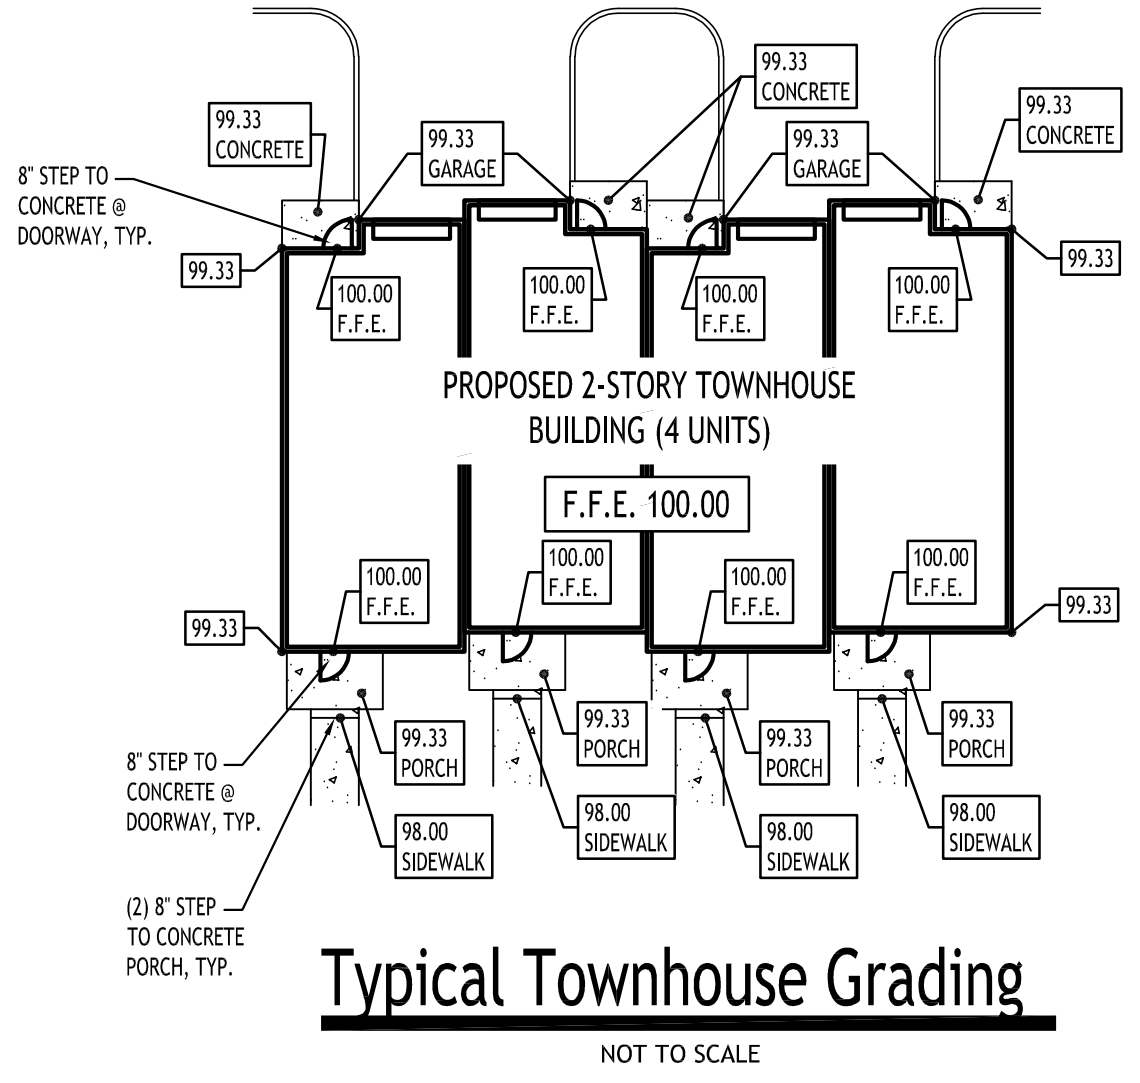 99.33
CONCRETE
99.33
CONCRETE
99.33
CONCRETE
99.33
GARAGE
99.33
GARAGE
8" STEP TO
CONCRETE @
DOORWAY, TYP.
99.33
99.33
100.00
F.F.E.
100.00
F.F.E.
100.00
F.F.E.
100.00
F.F.E.
PROPOSED 2-STORY TOWNHOUSE
BUILDING (4 UNITS)
F.F.E. 100.00
100.00
F.F.E.
100.00
F.F.E.
100.00
F.F.E.
100.00
F.F.E.
99.33
99.33
99.33
PORCH
99.33
PORCH
99.33
PORCH
99.33
PORCH
8" STEP TO
CONCRETE @
DOORWAY, TYP.
98.00
SIDEWALK
98.00
SIDEWALK
98.00
SIDEWALK
98.00
SIDEWALK
(2) 8" STEP
TO CONCRETE
PORCH, TYP.
Typical Townhouse Grading
NOT TO SCALE